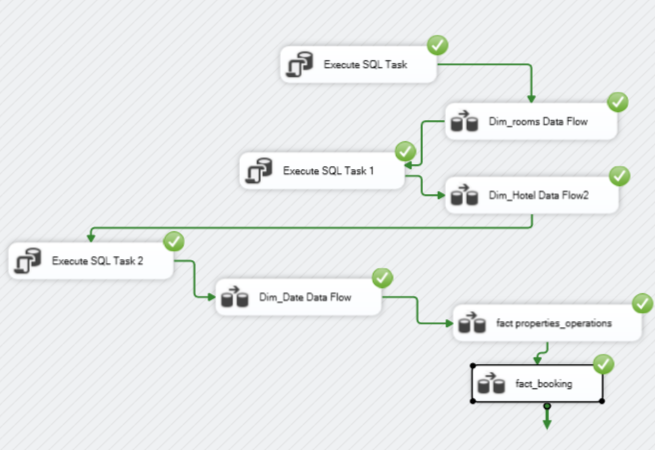 Execute SQL Task
Dim_rooms Data Flow
Execute SQL Task 1
Dim_Hotel Data Flow2
Execute SQL Task 2
Dim_Date Data Flow
fact properties_operations
fact_booking